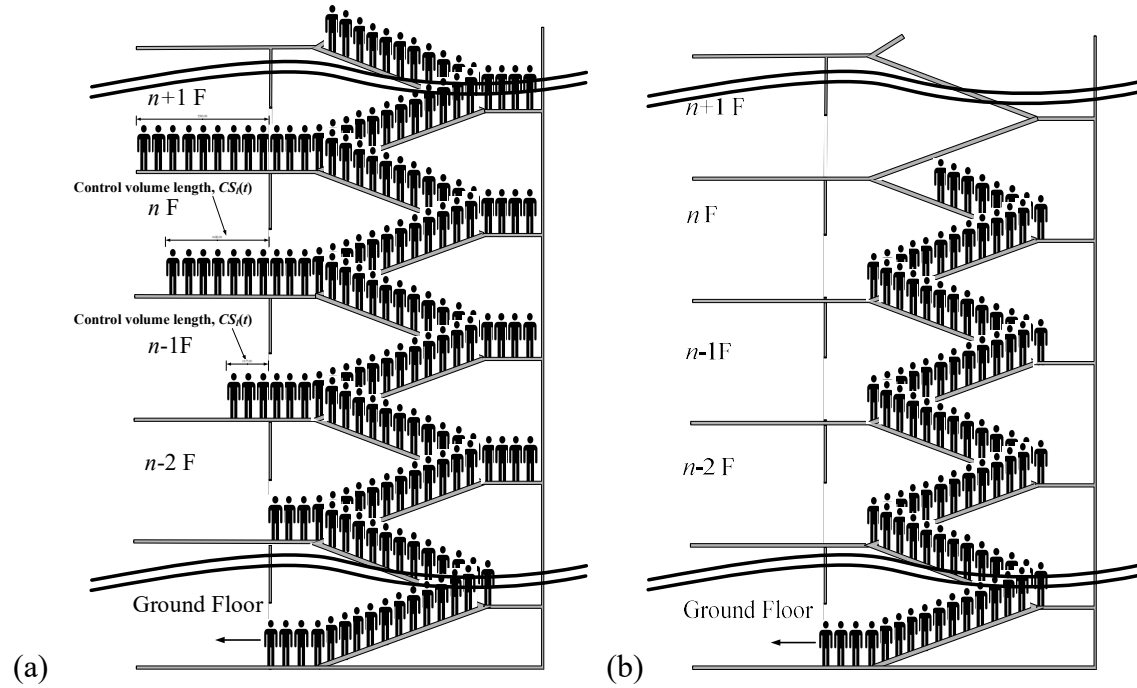 n+1 F
Control volume length, CSᵢ(t)
n F
Control volume length, CSᵢ(t)
n-1F
n-2 F
Ground Floor
(a)
n+1 F
n F
n-1F
n-2 F
Ground Floor
(b)